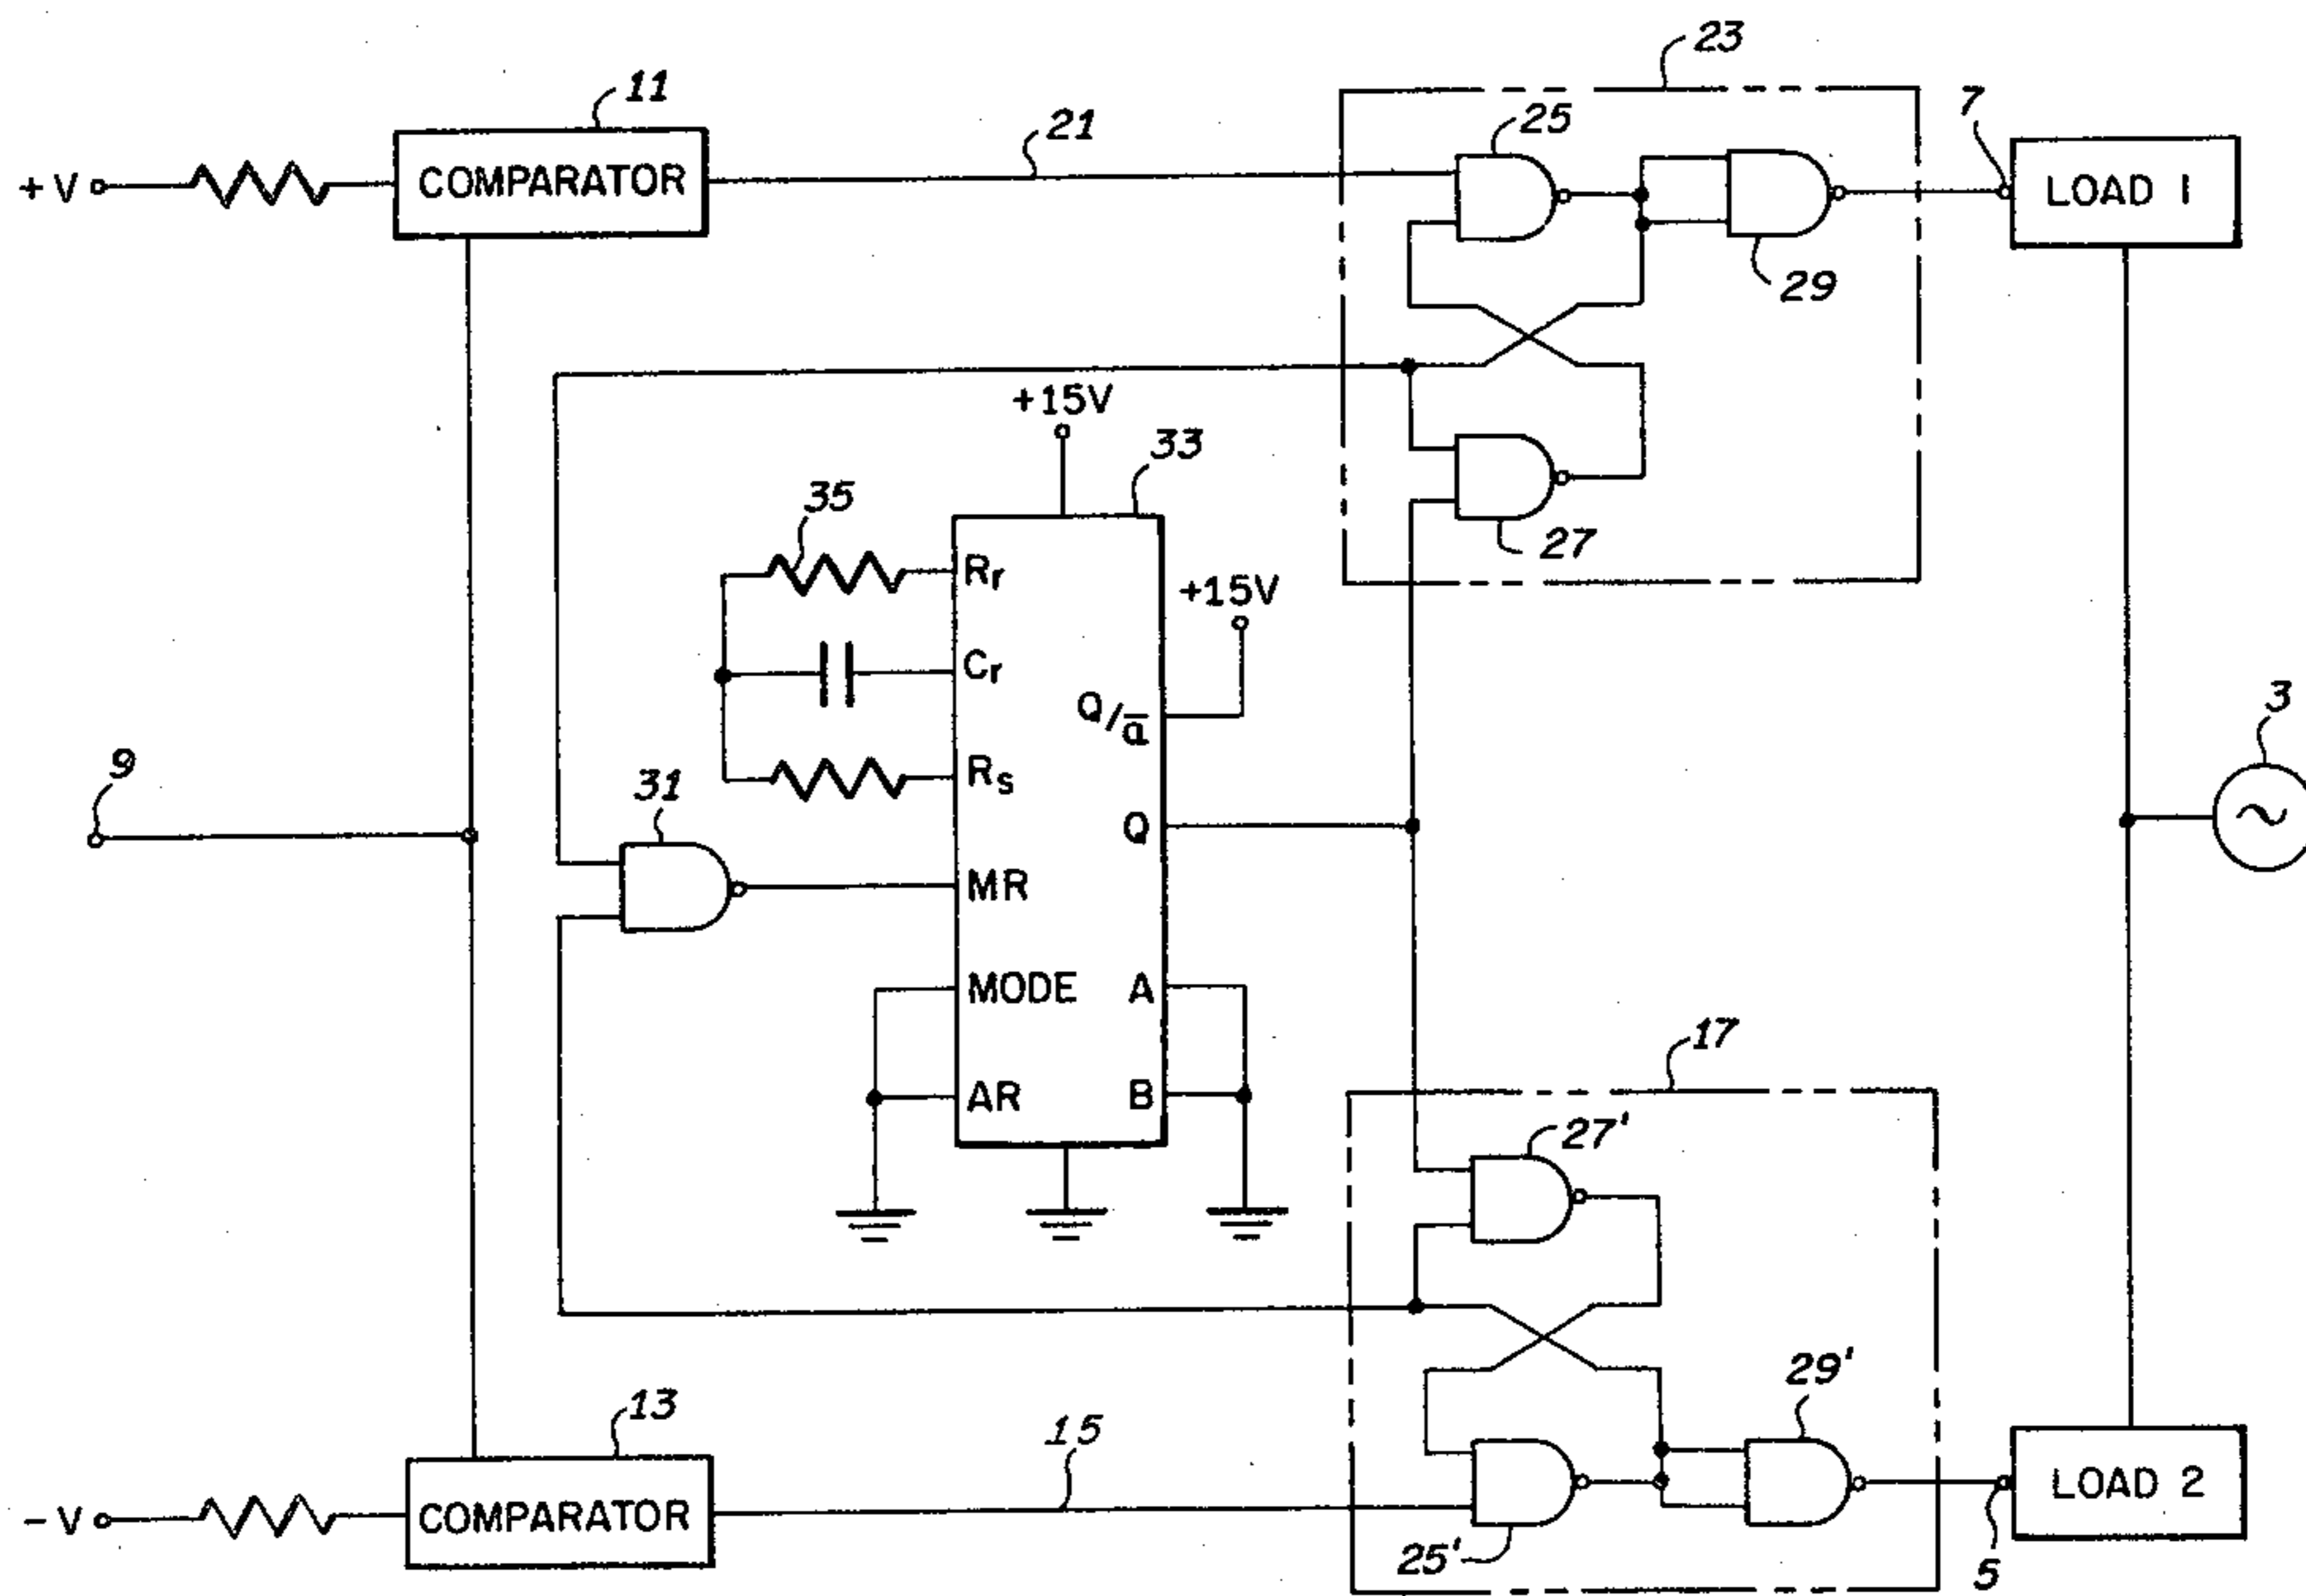 23
11
7
21
25
+V
COMPARATOR
LOAD 1
29
+15V
33
35
27
Rr
+15V
Cr
3
Q/Q̅
9
31
Rs
Q
MR
MODE
A
17
AR
B
27'
29'
13
15
-V
COMPARATOR
LOAD 2
25'
5